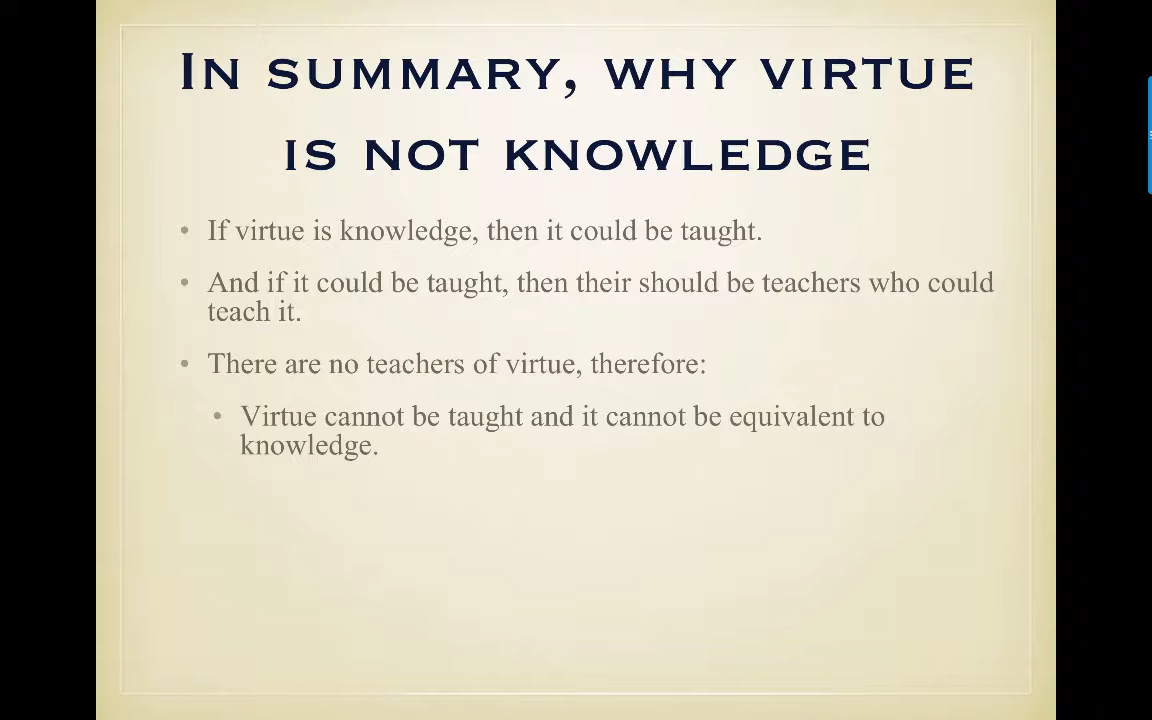 In summary, why virtue
is not knowledge
• If virtue is knowledge, then it could be taught.
• And if it could be taught, then their should be teachers who could
teach it.
• There are no teachers of virtue, therefore:
• Virtue cannot be taught and it cannot be equivalent to
knowledge.